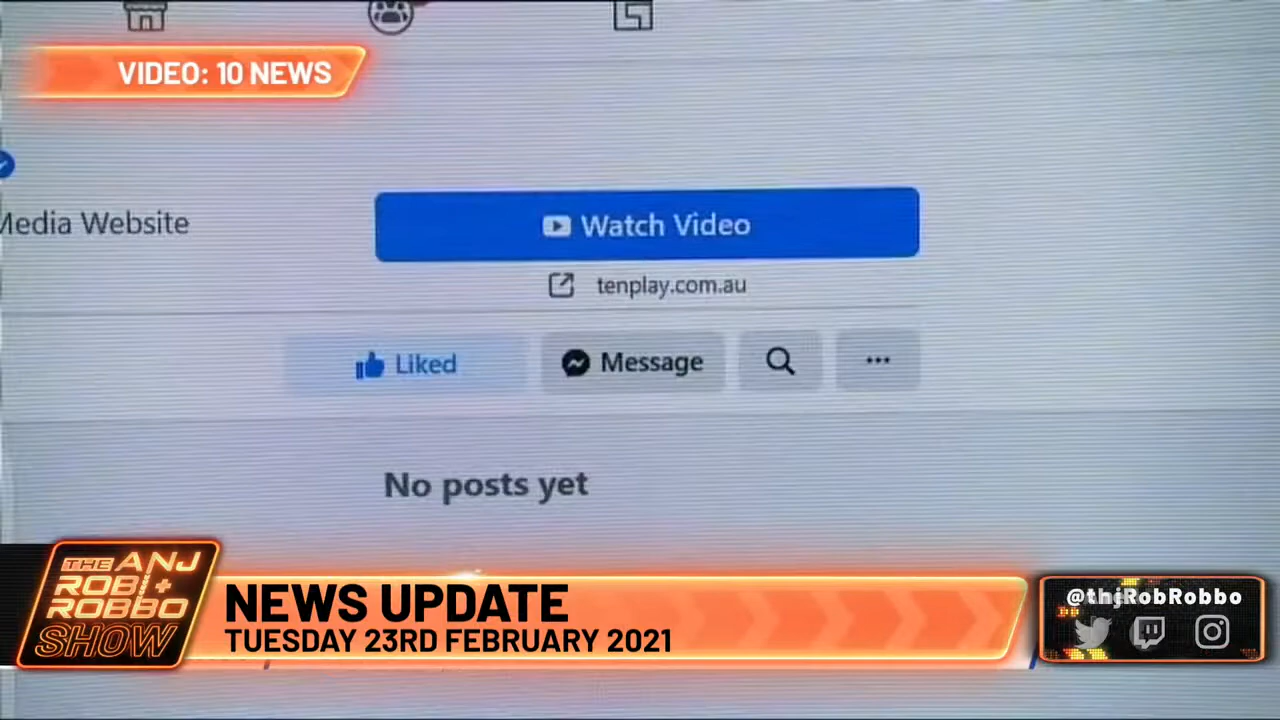 VIDEO: 10 NEWS
Media Website
Watch Video
tenplay.com.au
Liked
Message
No posts yet
THE ANJ
ROB +
ROBBO
SHOW
NEWS UPDATE
TUESDAY 23RD FEBRUARY 2021
@thjRobRobbo